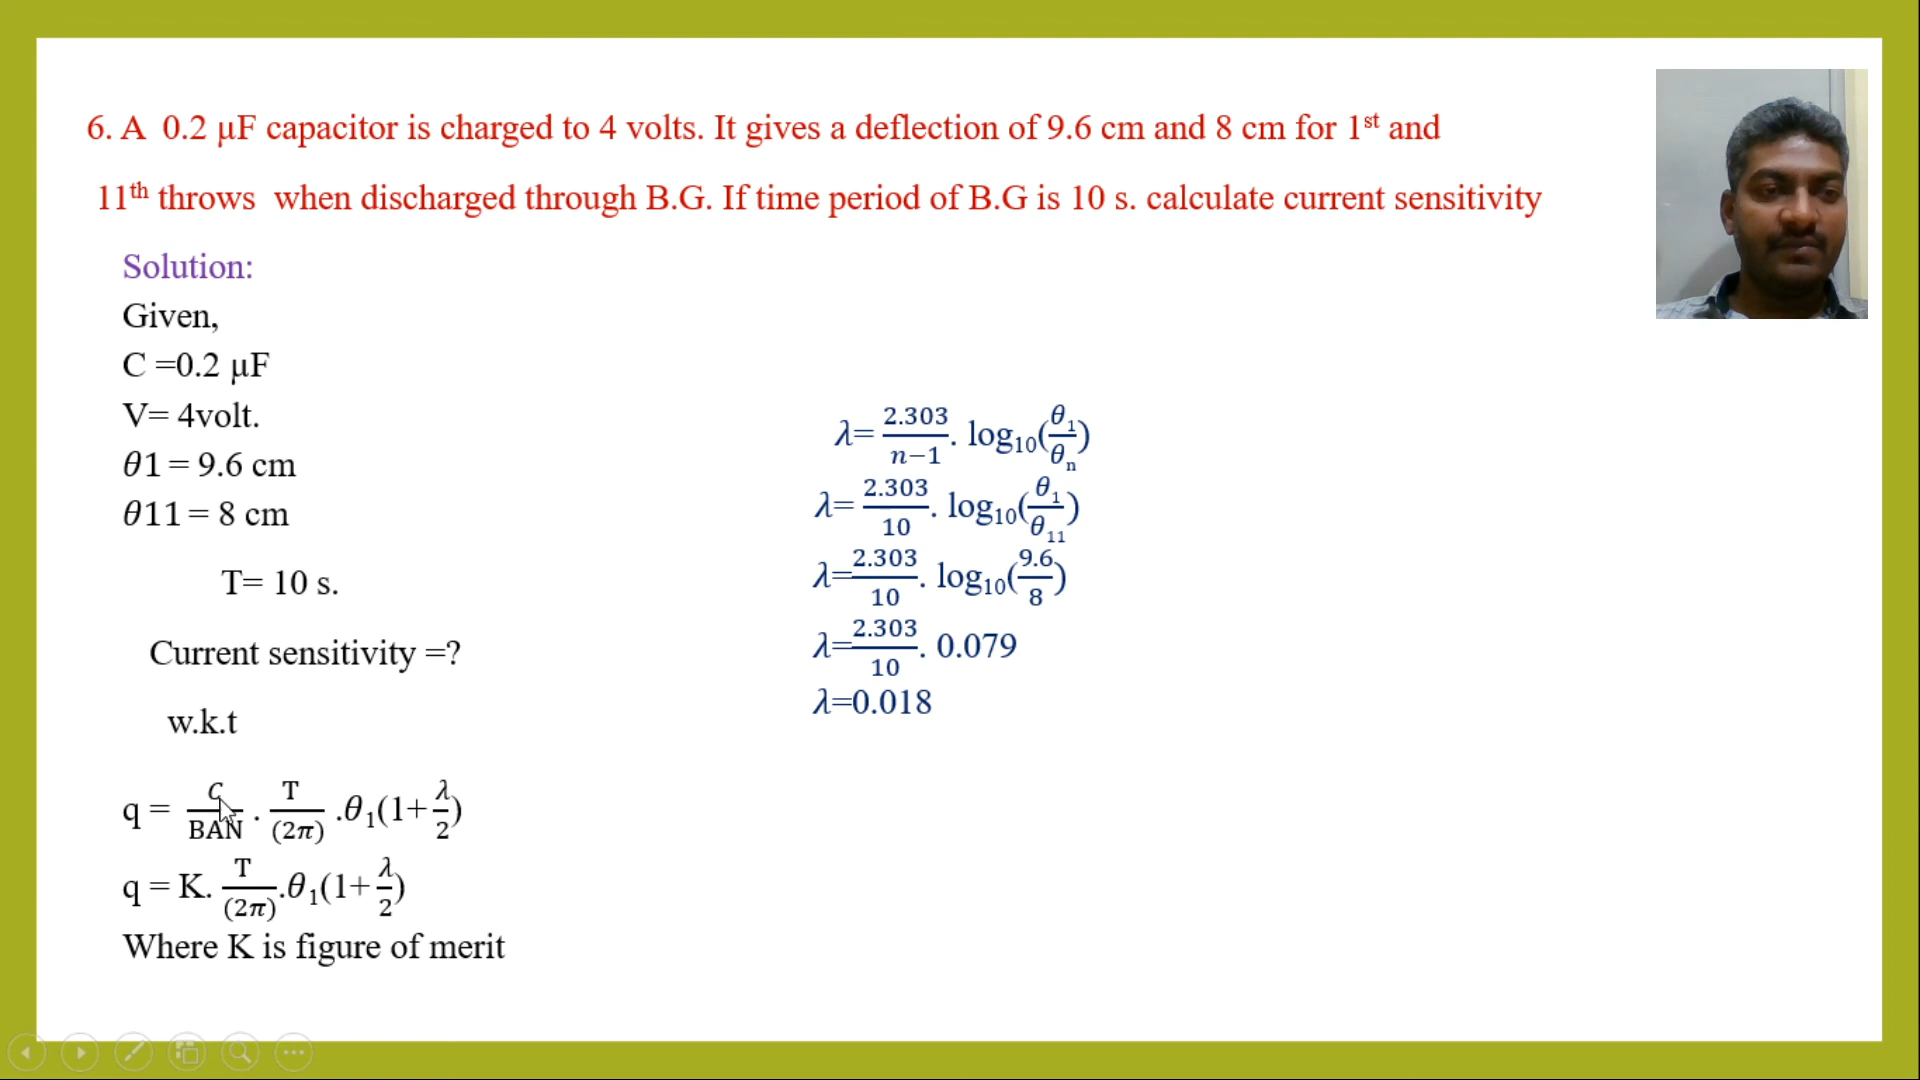 6. A 0.2 µF capacitor is charged to 4 volts. It gives a deflection of 9.6 cm and 8 cm for 1st and
11th throws when discharged through B.G. If time period of B.G is 10 s. calculate current sensitivity
Solution:
Given,
C =0.2 µF
V= 4volt.
θ1 = 9.6 cm
θ11 = 8 cm
T= 10 s.
Current sensitivity =?
w.k.t
q = C/BAN . T/(2π) .θ₁(1+λ/2)
q = K. T/(2π) .θ₁(1+λ/2)
Where K is figure of merit
λ= 2.303/n−1 . log₁₀(θ₁/θₙ)
λ= 2.303/10 . log₁₀(θ₁/θ₁₁)
λ= 2.303/10 . log₁₀(9.6/8)
λ= 2.303/10 . 0.079
λ=0.018